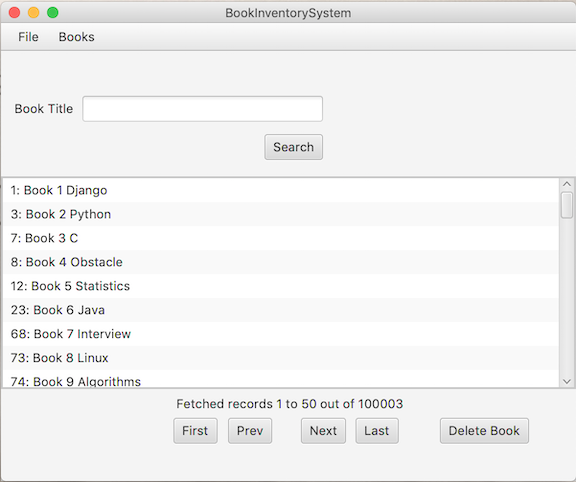 BookInventorySystem
File Books
Book Title
Search
1: Book 1 Django
3: Book 2 Python
7: Book 3 C
8: Book 4 Obstacle
12: Book 5 Statistics
23: Book 6 Java
68: Book 7 Interview
73: Book 8 Linux
74: Book 9 Algorithms
Fetched records 1 to 50 out of 100003
First Prev Next Last Delete Book